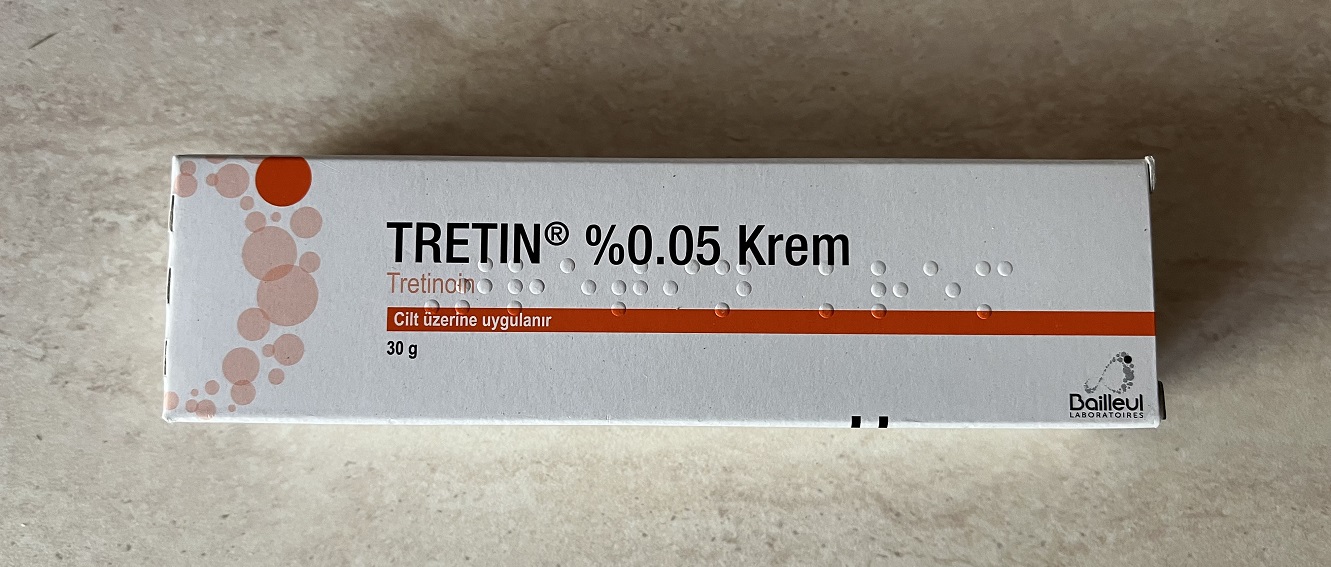 TRETIN® %0.05 Krem
Tretinoin
Cilt üzerine uygulanır
30 g
Bailleul
LABORATOIRES